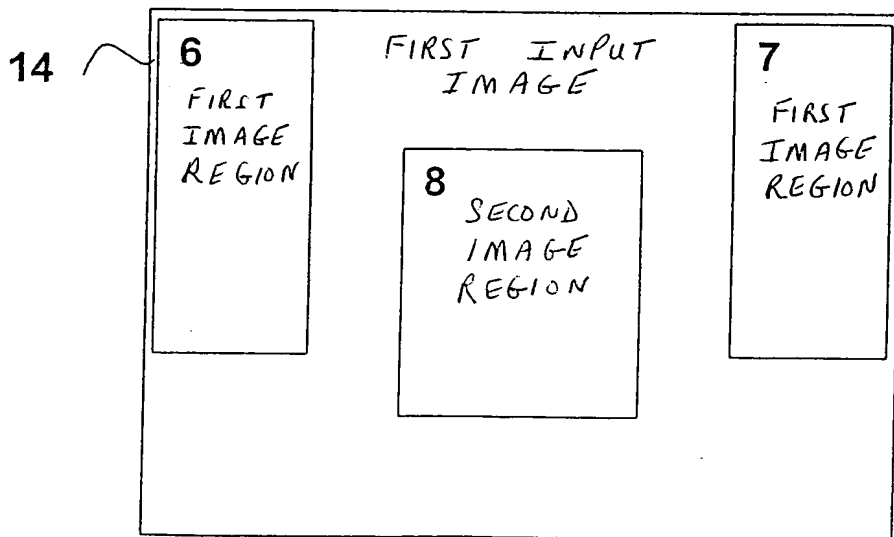 14
6
FIRST
IMAGE
REGION
FIRST INPUT
IMAGE
8
SECOND
IMAGE
REGION
7
FIRST
IMAGE
REGION